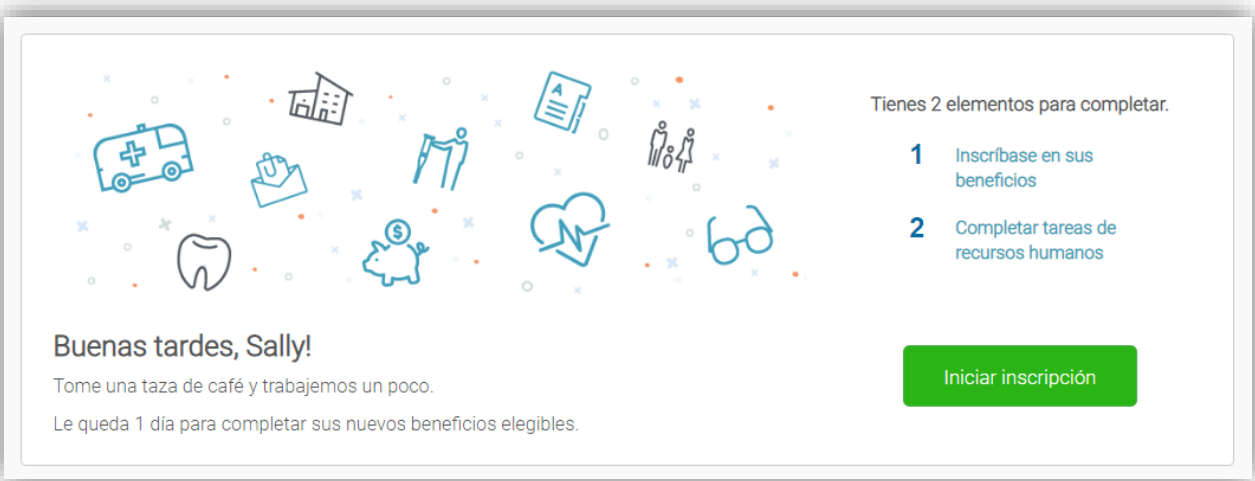 Tienes 2 elementos para completar.
1 Inscríbase en sus
beneficios
2 Completar tareas de
recursos humanos
A
$
Buenas tardes, Sally!
Tome una taza de café y trabajemos un poco.
Le queda 1 día para completar sus nuevos beneficios elegibles.
Iniciar inscripción